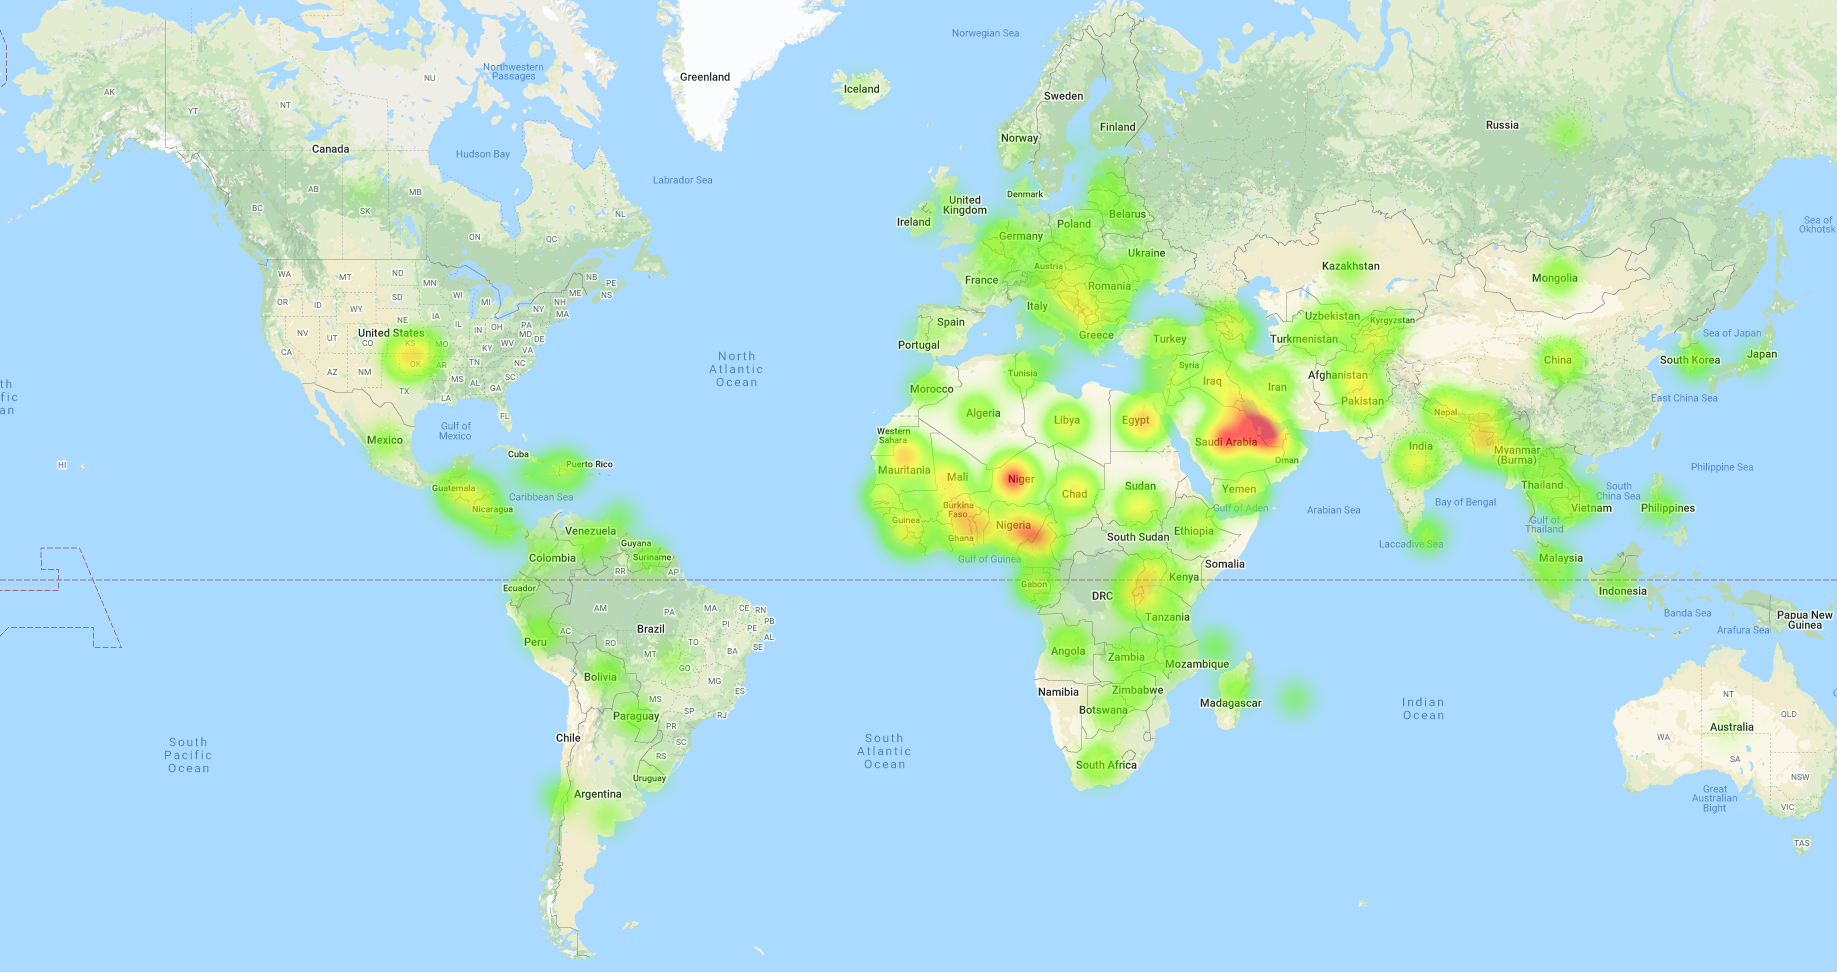 Norwegian Sea
Greenland
Iceland
Northwestern
Passages
NU
AK
NT
YT
Sweden
Finland
Norway
Russia
Canada
Hudson Bay
Labrador Sea
AB
MB
SK
BC
NL
ON
QC
United
Kingdom
Ireland
Denmark
Belarus
Poland
Germany
Ukraine
Austria
France
Romania
Italy
Kazakhstan
Mongolia
Sea of
Okhotsk
WA
MT
ND
MN
OR
ID
SD
WI
MI
WY
NB
PE
ME
NS
NH
MA
NE
IA
IL
IN
OH
PA
NV
UT
United States
CO
KS
MO
KY
WV
VA
MD
DE
CA
AZ
NM
OK
AR
TN
NC
TX
MS
AL
GA
SC
LA
FL
Spain
Portugal
Greece
Turkey
Uzbekistan
Kyrgyzstan
Turkmenistan
Sea of Japan
Japan
South Korea
China
North
Atlantic
Ocean
th
fic
an
Morocco
Tunisia
Syria
Iraq
Iran
Afghanistan
Pakistan
Nepal
East China Sea
Gulf of
Mexico
Mexico
HI
Cuba
Puerto Rico
Caribbean Sea
Guatemala
Nicaragua
Algeria
Libya
Egypt
Western
Sahara
Saudi Arabia
Oman
India
Myanmar
(Burma)
Mauritania
Mali
Niger
Chad
Sudan
Yemen
Gulf of Aden
Arabian Sea
Bay of Bengal
Thailand
South
China Sea
Vietnam
Philippines
Philippine Sea
Gulf of
Thailand
Laccadive Sea
Burkina
Faso
Guinea
Ghana
Nigeria
Gulf of Guinea
Ethiopia
South Sudan
Somalia
Venezuela
Guyana
Suriname
Colombia
RR
AP
Ecuador
Gabon
DRC
Kenya
Tanzania
Malaysia
Indonesia
Banda Sea
Arafura Sea
Papua New
Guinea
AM
PA
MA
CE
RN
PB
PI
PE
AL
SE
Brazil
AC
RO
TO
BA
Peru
Bolivia
GO
MG
ES
MS
SP
RJ
Paraguay
PR
SC
RS
Chile
Uruguay
Argentina
Angola
Zambia
Mozambique
Zimbabwe
Namibia
Botswana
Madagascar
South Africa
Indian
Ocean
South
Pacific
Ocean
South
Atlantic
Ocean
NT
QLD
Australia
WA
SA
NSW
VIC
Great
Australian
Bight
TAS